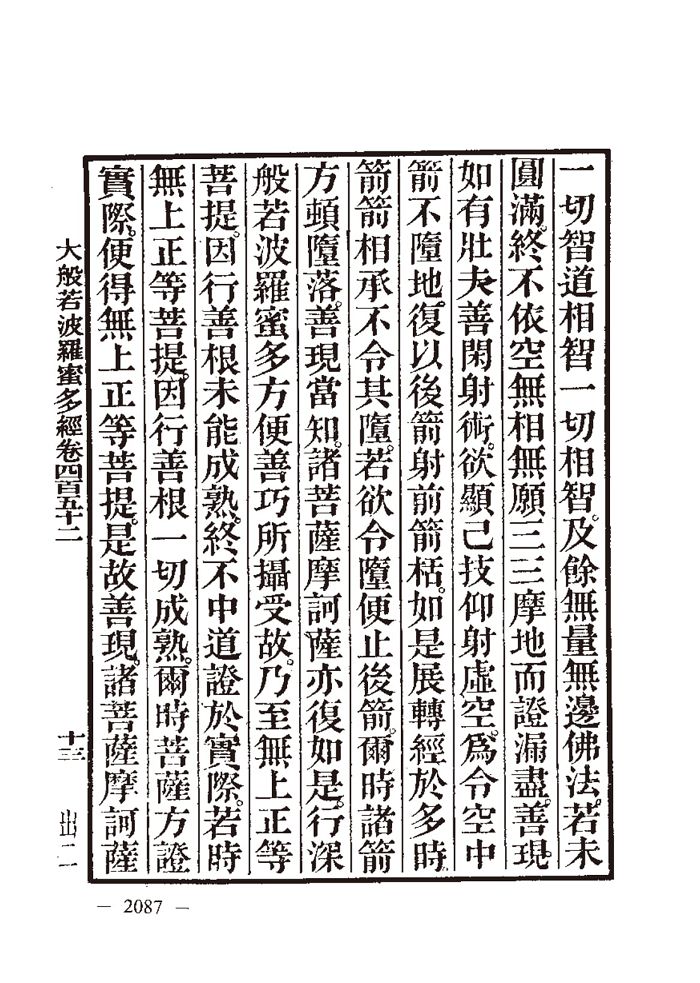 一切智道相智一切相智。及餘無量無邊佛法。若未
圓滿。終不依空無相無願三三摩地而證漏盡。善現。
如有壯夫善閑射術。欲顯己技仰射虛空。爲令空中
箭不墮地。復以後箭射前箭栝。如是展轉經於多時
箭箭相承不令其墮。若欲令墮便止後箭。爾時諸箭
方頓墮落。善現當知。諸菩薩摩訶薩亦復如是。行深
般若波羅蜜多方便善巧所攝受故。乃至無上正等
菩提。因行善根未能成熟。終不中道證於實際。若時
無上正等菩提。因行善根一切成熟。爾時菩薩方證
實際。便得無上正等菩提。是故善現。諸菩薩摩訶薩
大般若波羅蜜多經卷四百五十二 十三 出二
— 2087 —